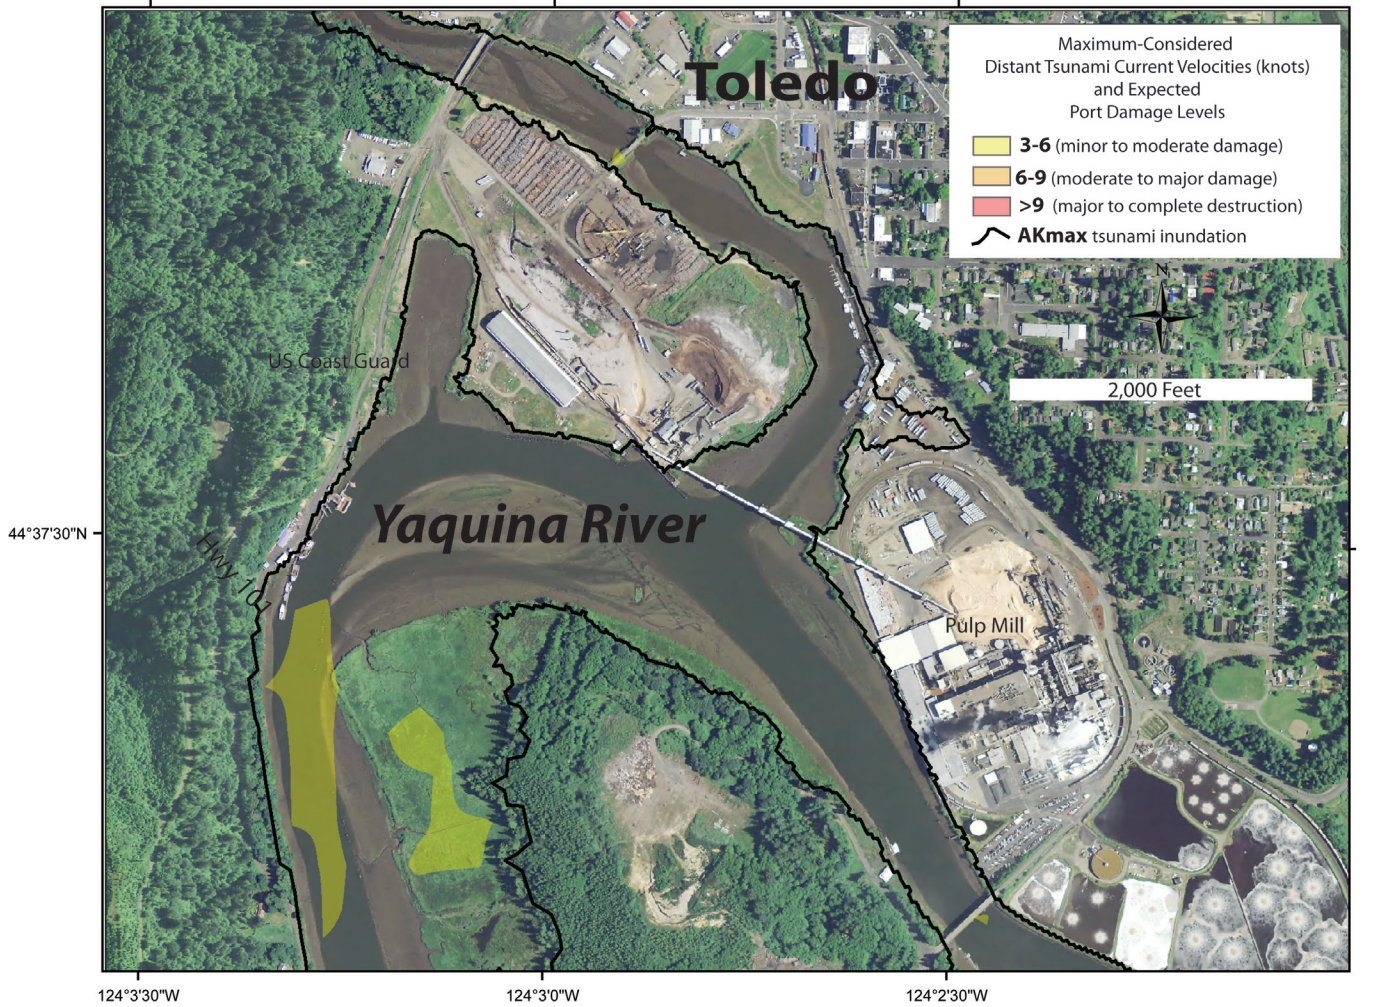 Toledo
Maximum-Considered
Distant Tsunami Current Velocities (knots)
and Expected
Port Damage Levels
3-6 (minor to moderate damage)
6-9 (moderate to major damage)
>9 (major to complete destruction)
AKmax tsunami inundation
N
2,000 Feet
US Coast Guard
Yaquina River
44°37'30"N
Hwy 101
Pulp Mill
124°3'30"W
124°3'0"W
124°2'30"W